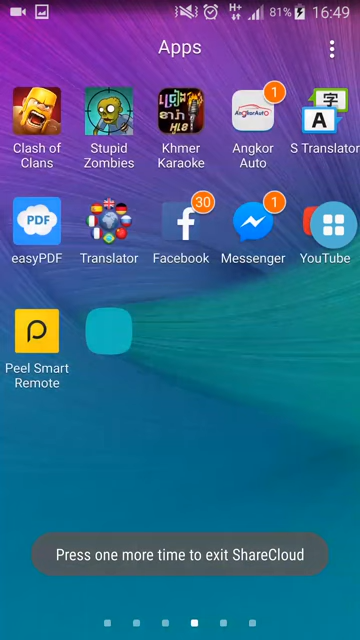 H+
81%
16:49
Apps
1
字
A
Clash of
Clans
Stupid
Zombies
Khmer
Karaoke
Angkor
Auto
S Translator
PDF
30
1
easyPDF
Translator
Facebook
Messenger
YouTube
Peel Smart
Remote
Press one more time to exit ShareCloud